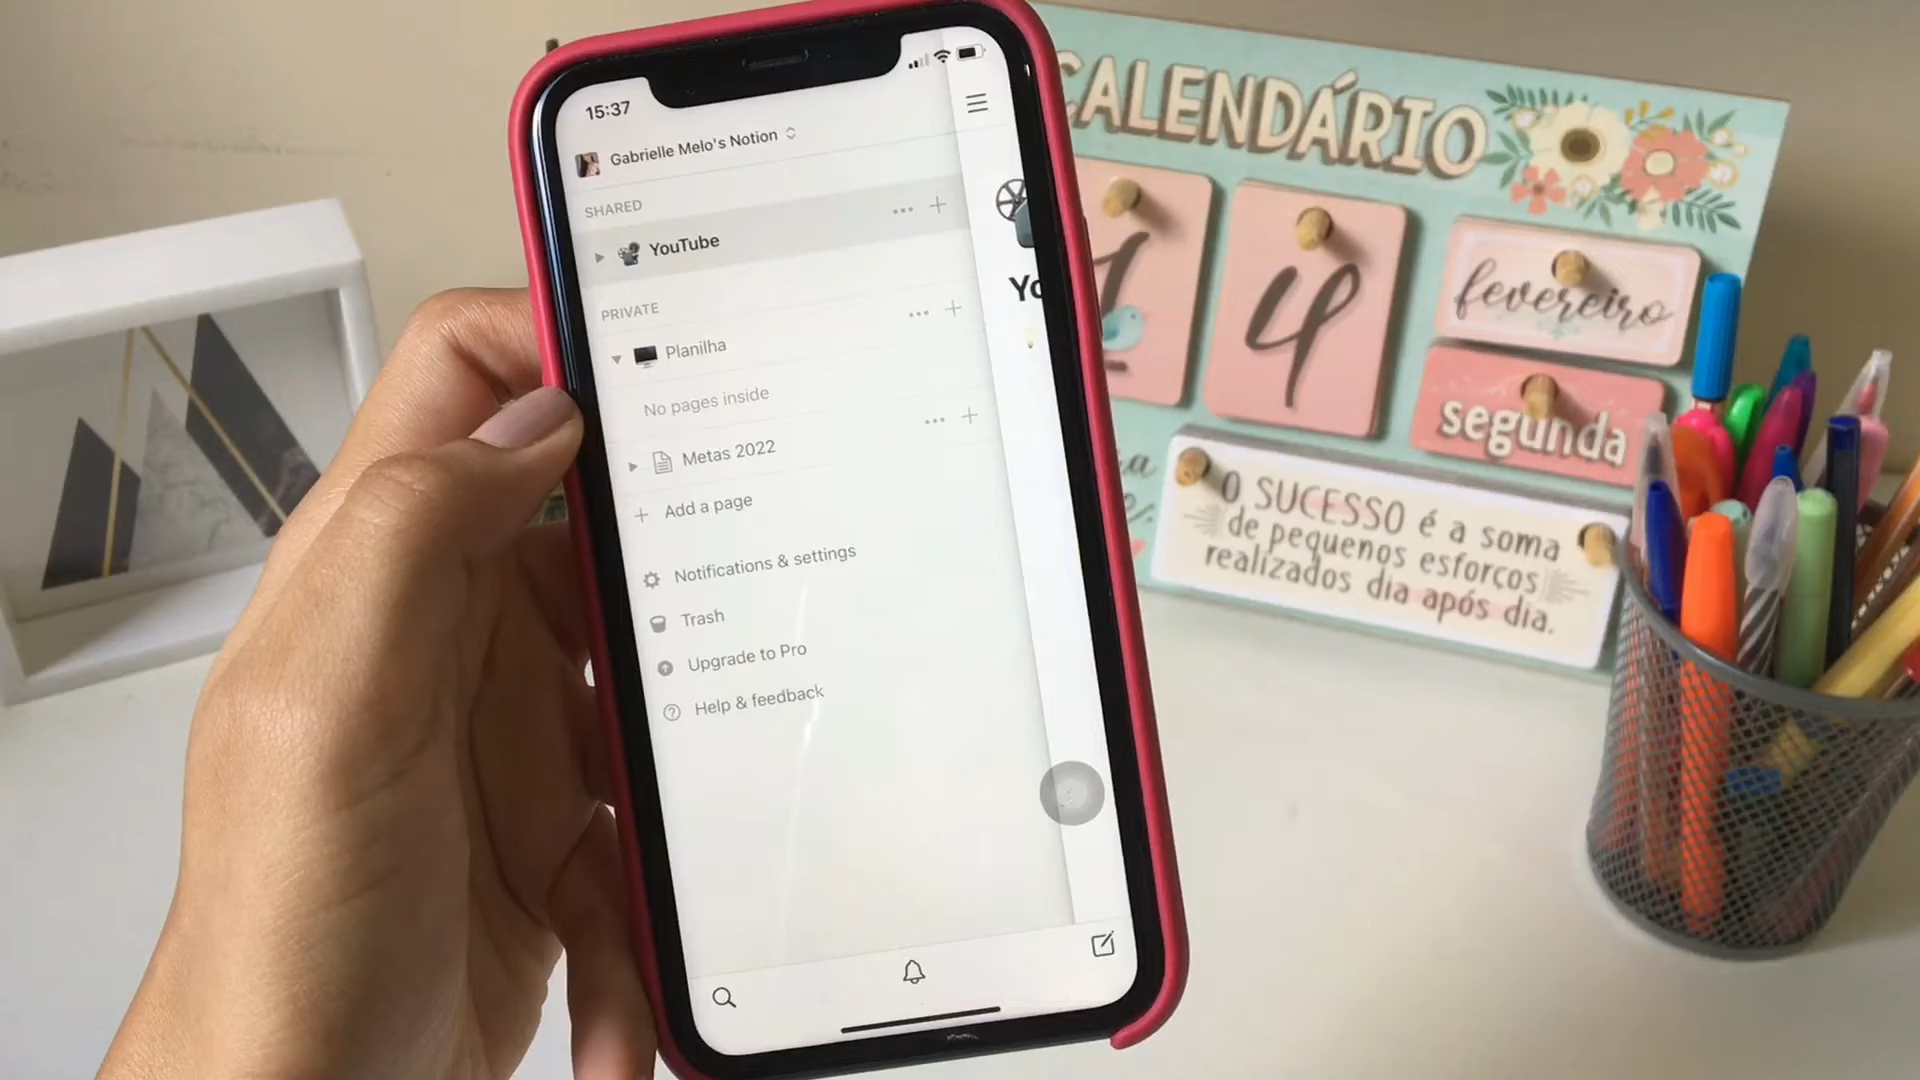 15:37
Gabrielle Melo's Notion
SHARED
YouTube
PRIVATE
Planilha
No pages inside
Metas 2022
Add a page
Notifications & settings
Trash
Upgrade to Pro
Help & feedback
CALENDÁRIO
1
4
fevereiro
segunda
O SUCESSO é a soma
de pequenos esforços
realizados dia após dia.